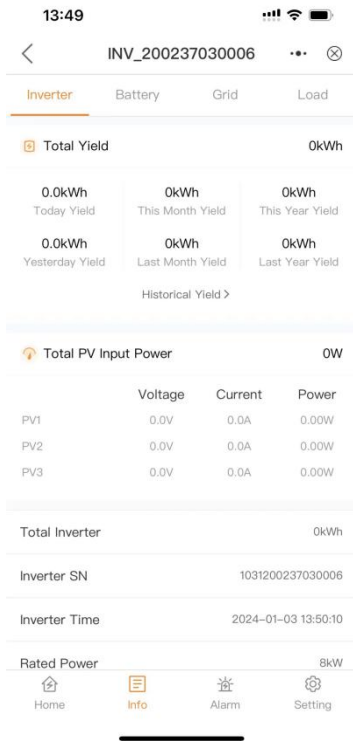 13:49
INV_200237030006
Inverter Battery Grid Load
Total Yield 0kWh
0.0kWh 0kWh 0kWh
Today Yield This Month Yield This Year Yield
0.0kWh 0kWh 0kWh
Yesterday Yield Last Month Yield Last Year Yield
Historical Yield >
Total PV Input Power 0W
Voltage Current Power
PV1 0.0V 0.0A 0.00W
PV2 0.0V 0.0A 0.00W
PV3 0.0V 0.0A 0.00W
Total Inverter 0kWh
Inverter SN 1031200237030006
Inverter Time 2024-01-03 13:50:10
Rated Power 8kW
Home Info Alarm Setting